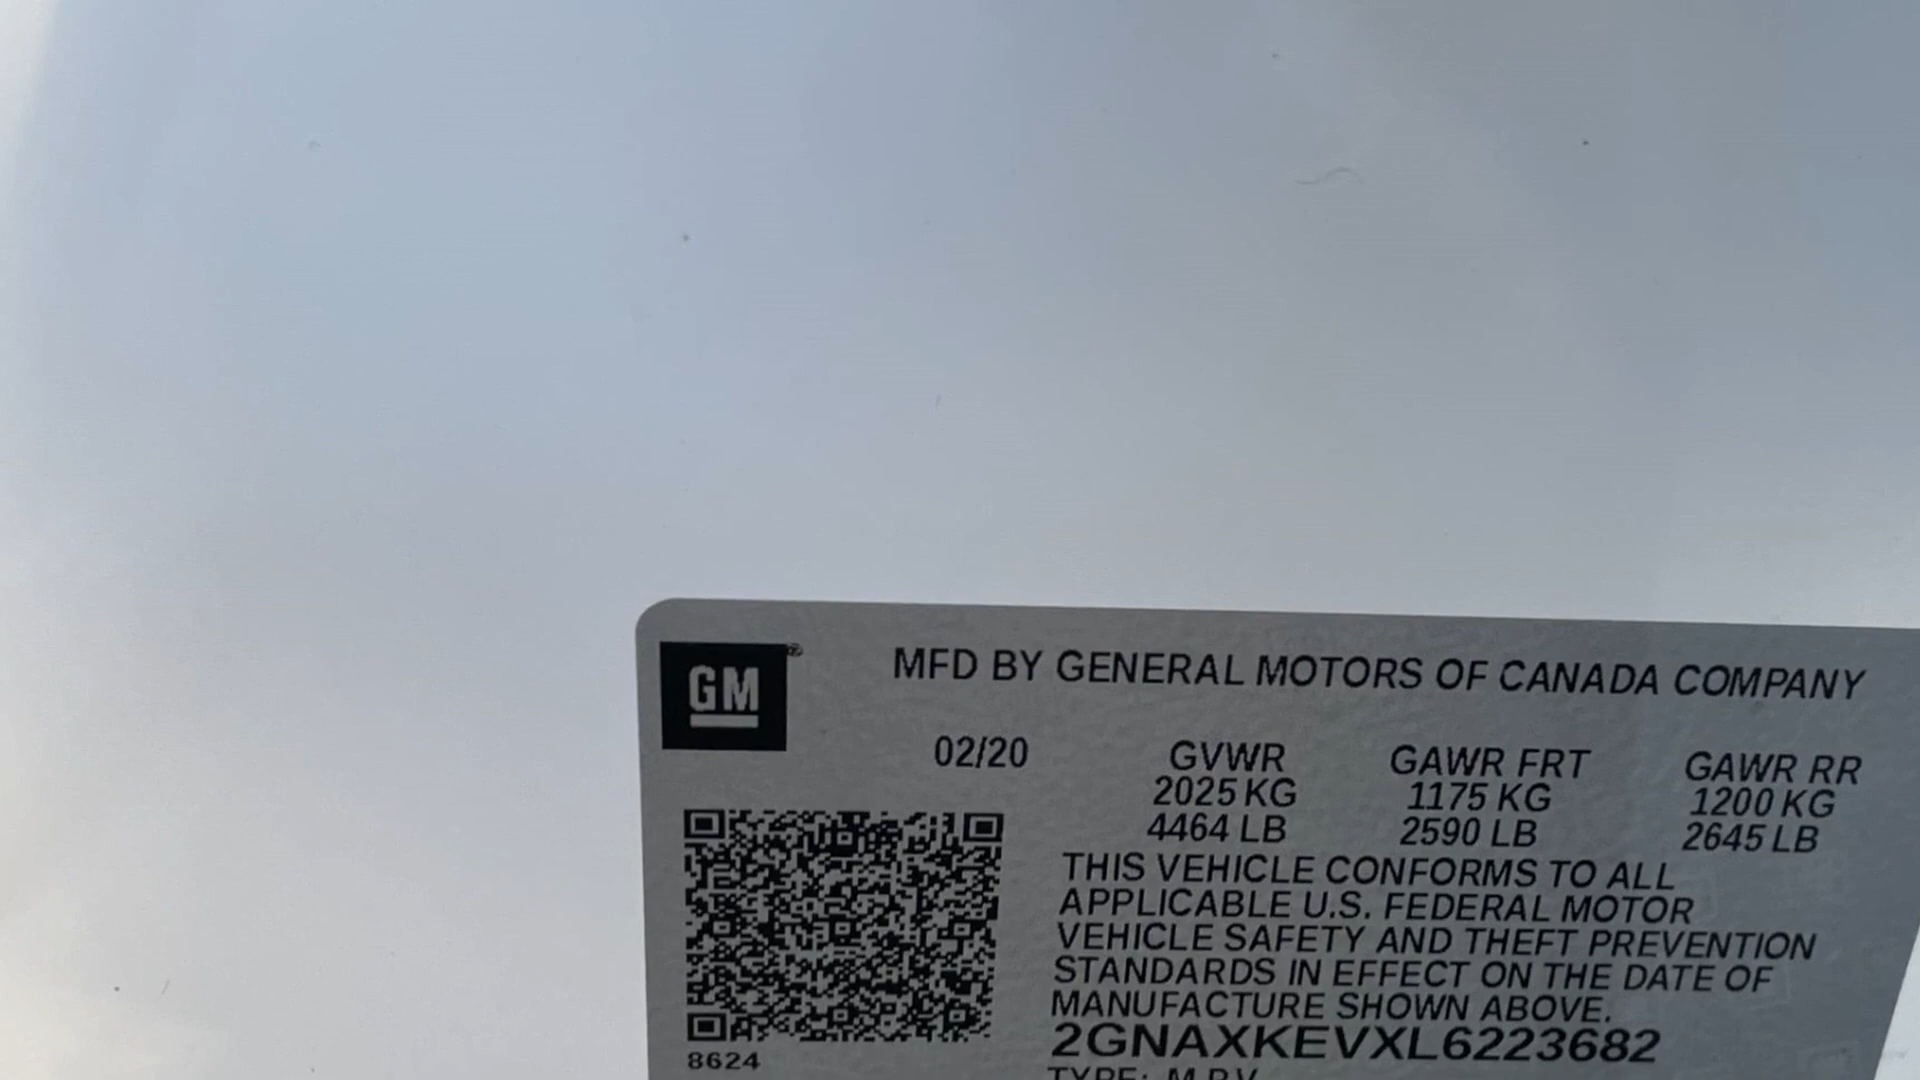 GM
MFD BY GENERAL MOTORS OF CANADA COMPANY
02/20 GVWR GAWR FRT GAWR RR
2025 KG 1175 KG 1200 KG
4464 LB 2590 LB 2645 LB
THIS VEHICLE CONFORMS TO ALL
APPLICABLE U.S. FEDERAL MOTOR
VEHICLE SAFETY AND THEFT PREVENTION
STANDARDS IN EFFECT ON THE DATE OF
MANUFACTURE SHOWN ABOVE.
2GNAXKEVXL6223682
8624
TYPE: M.P.V.